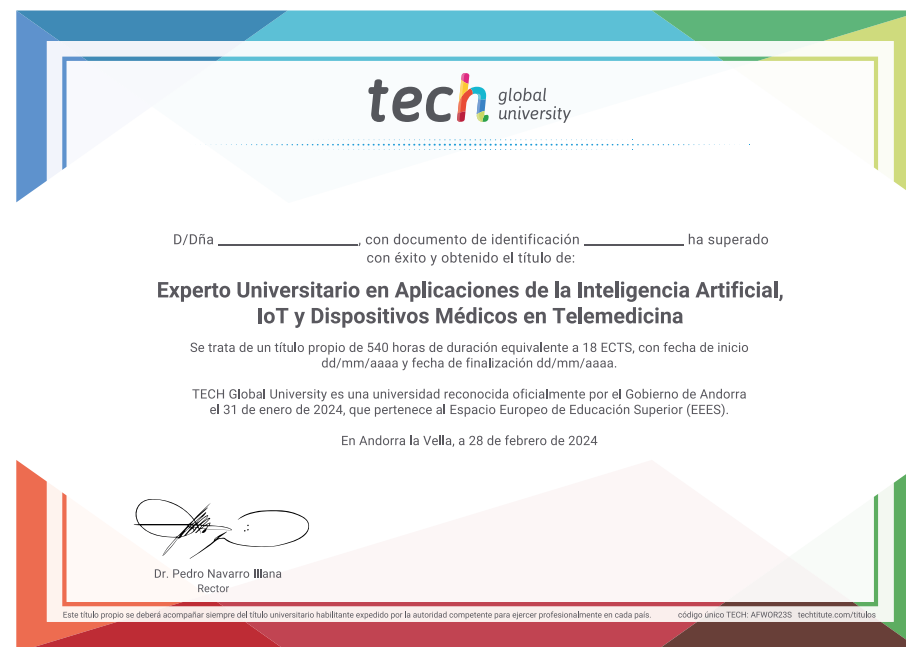 tech global university
D/Dña ____________________, con documento de identificación ______________ ha superado
con éxito y obtenido el título de:
Experto Universitario en Aplicaciones de la Inteligencia Artificial,
IoT y Dispositivos Médicos en Telemedicina
Se trata de un título propio de 540 horas de duración equivalente a 18 ECTS, con fecha de inicio
dd/mm/aaaa y fecha de finalización dd/mm/aaaa.
TECH Global University es una universidad reconocida oficialmente por el Gobierno de Andorra
el 31 de enero de 2024, que pertenece al Espacio Europeo de Educación Superior (EEES).
En Andorra la Vella, a 28 de febrero de 2024
Dr. Pedro Navarro Illana
Rector
Este título propio se deberá acompañar siempre del título universitario habilitante expedido por la autoridad competente para ejercer profesionalmente en cada país.
código único TECH: AFWOR23S techtitute.com/titulos